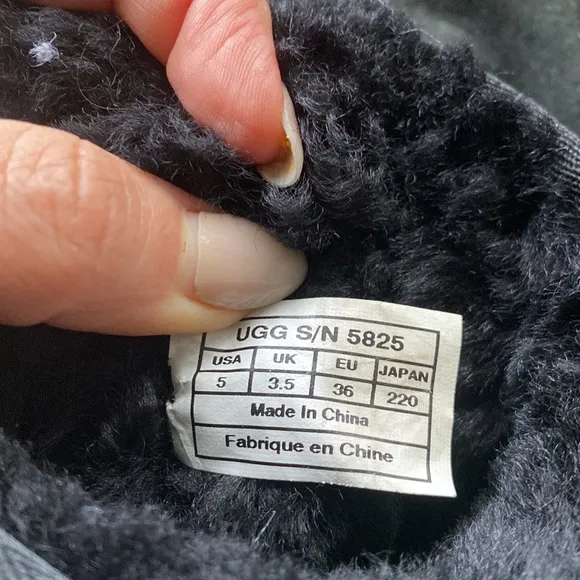 UGG S/N 5825
USA UK EU JAPAN
5 3.5 36 220
Made In China
Fabrique en Chine